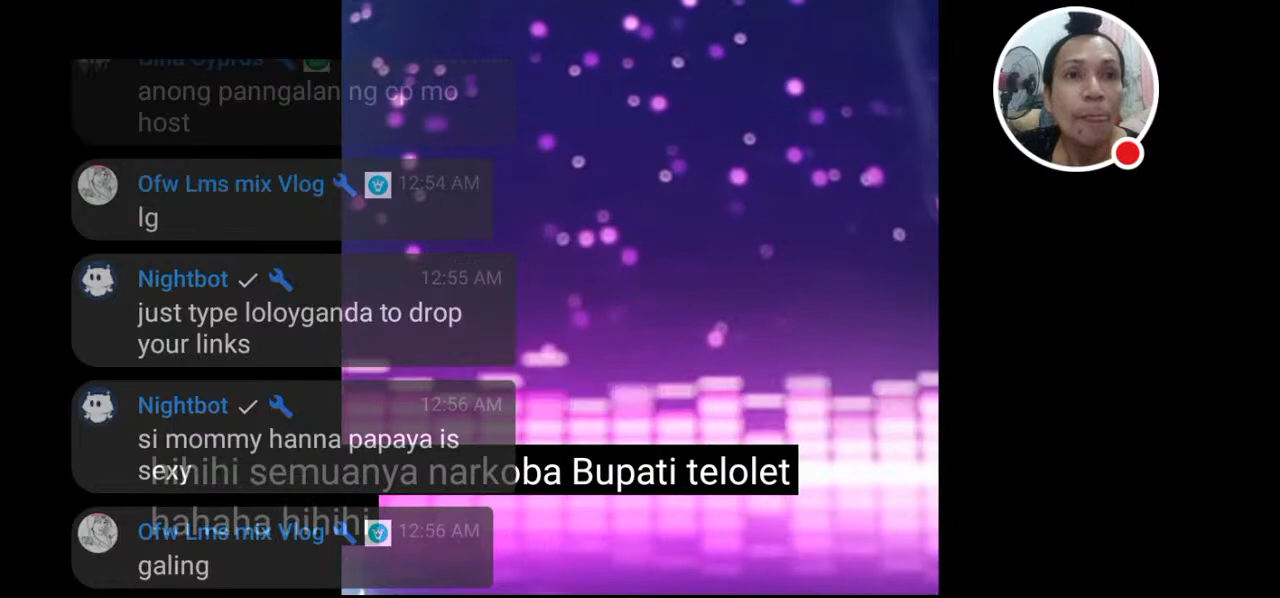 Gina Cyprus
anong panngalan ng cp mo
host
Ofw Lms mix Vlog 12:54 AM
lg
Nightbot 12:55 AM
just type loloyganda to drop
your links
Nightbot 12:56 AM
si mommy hanna papaya is
sexy
hihihi semuanya narkoba Bupati telolet
hahaha hihihi
Ofw Lms mix Vlog 12:56 AM
galing